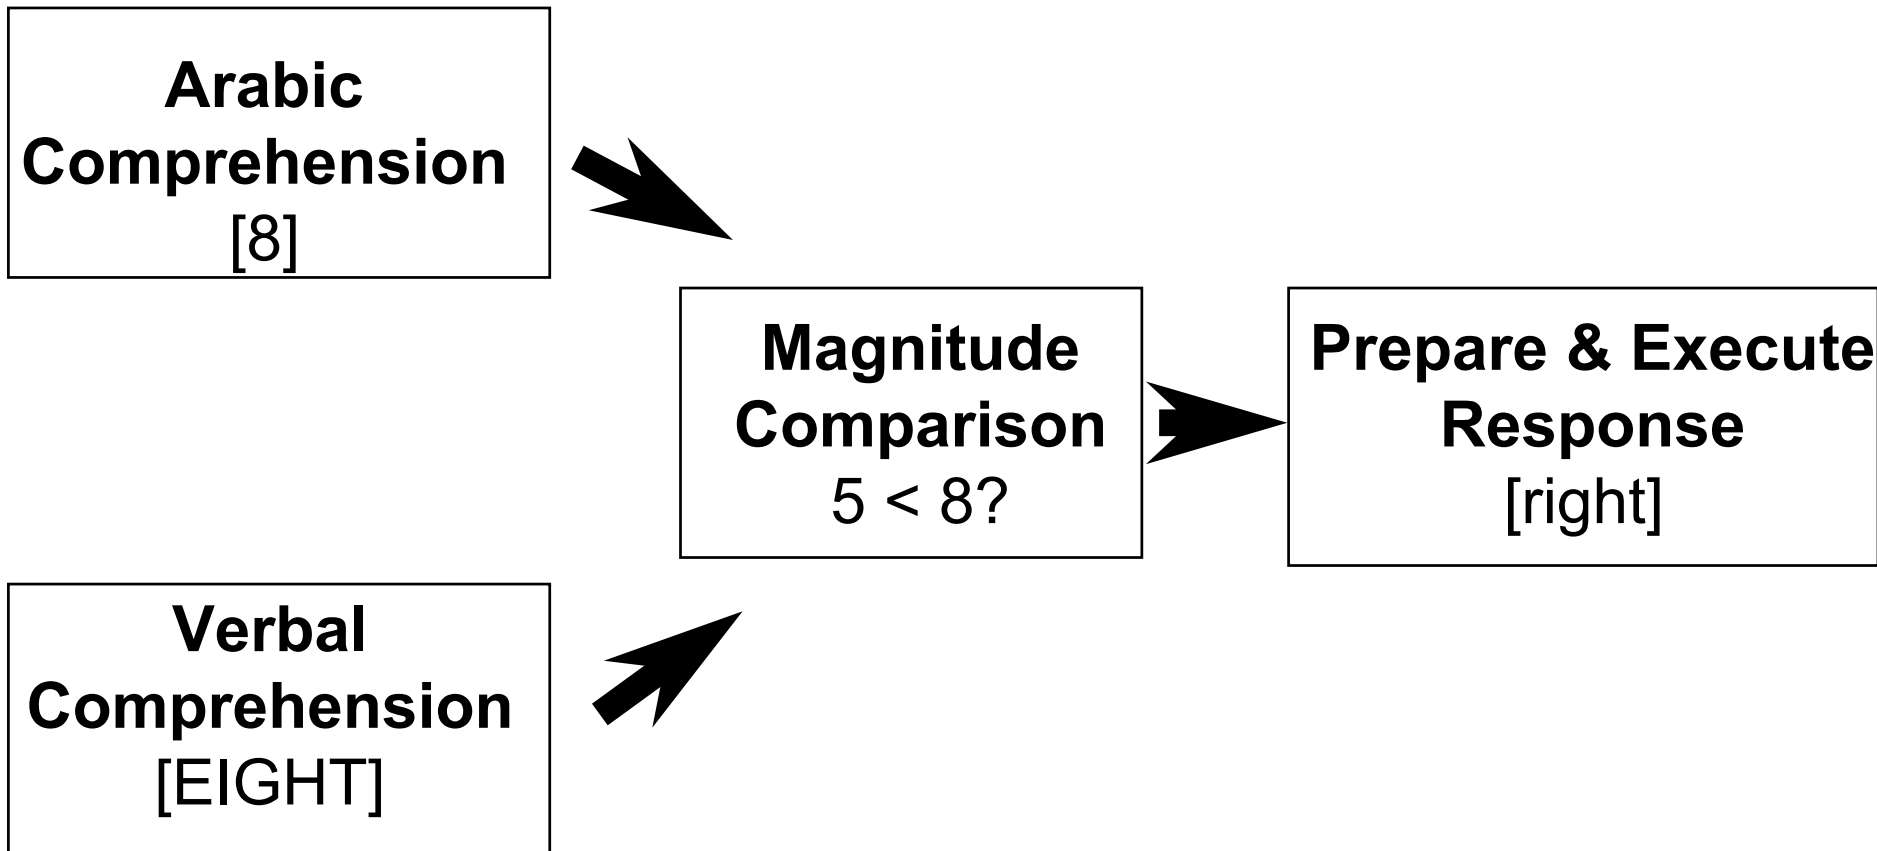 Arabic
Comprehension
[8]
Magnitude
Comparison
5 < 8?
Prepare & Execute
Response
[right]
Verbal
Comprehension
[EIGHT]